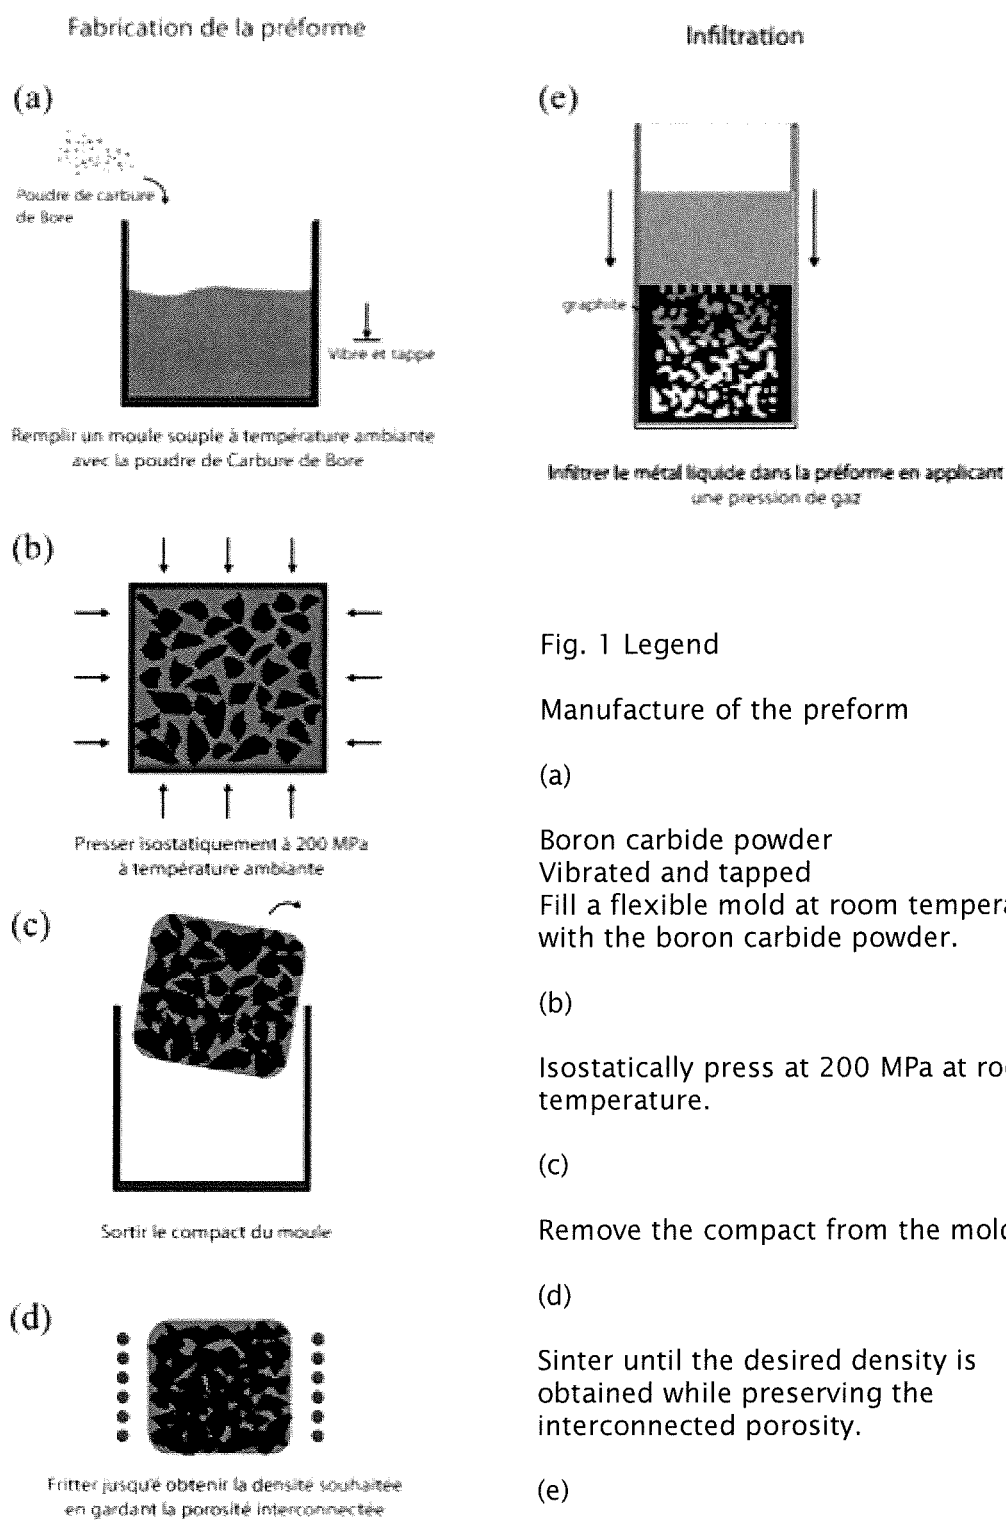 Fabrication de la préforme
(a)
Poudre de carbure
de Bore
Vibre et tappe
Remplir un moule souple à température ambiante
avec la poudre de Carbure de Bore
(b)
Presser isostatiquement à 200 MPa
à température ambiante
(c)
Sortir le compact du moule
(d)
Fritter jusqu'é obtenir la densité souhaitée
en gardant la porosité interconnectée
Infiltration
(e)
graphite
Infiltrer le métal liquide dans la préforme en applicant
une pression de gaz
Fig. 1 Legend
Manufacture of the preform
(a)
Boron carbide powder
Vibrated and tapped
Fill a flexible mold at room tempera
with the boron carbide powder.
(b)
Isostatically press at 200 MPa at ro
temperature.
(c)
Remove the compact from the mold
(d)
Sinter until the desired density is
obtained while preserving the
interconnected porosity.
(e)